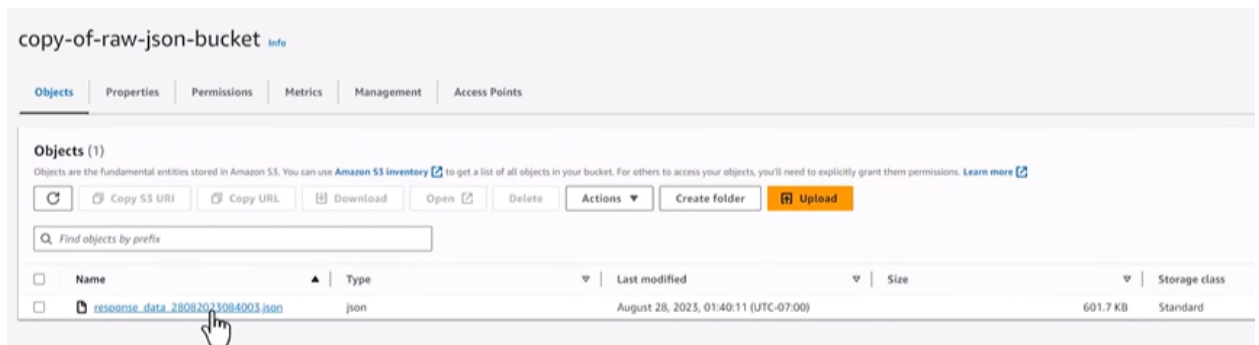 copy-of-raw-json-bucket Info
Objects Properties Permissions Metrics Management Access Points
Objects (1)
Objects are the fundamental entities stored in Amazon S3. You can use Amazon S3 inventory to get a list of all objects in your bucket. For others to access your objects, you'll need to explicitly grant them permissions. Learn more
Copy S3 URI Copy URL Download Open Delete Actions Create folder Upload
Find objects by prefix
Name Type Last modified Size Storage class
response_data_28082023084003.json json August 28, 2023, 01:40:11 (UTC-07:00) 601.7 KB Standard